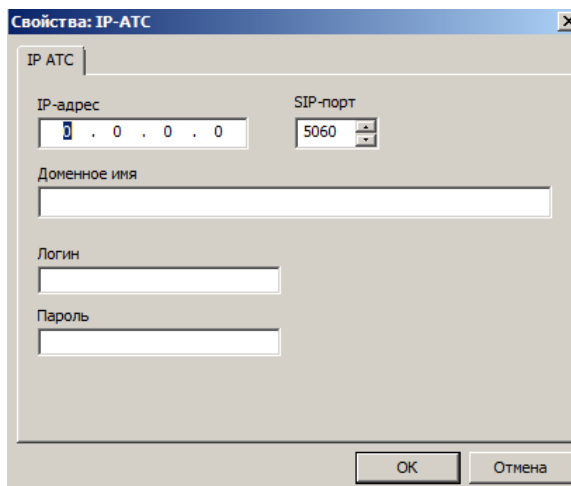 Свойства: IP-АТС
IP АТС
IP-адрес
SIP-порт
0 . 0 . 0 . 0
5060
Доменное имя
Логин
Пароль
OK
Отмена